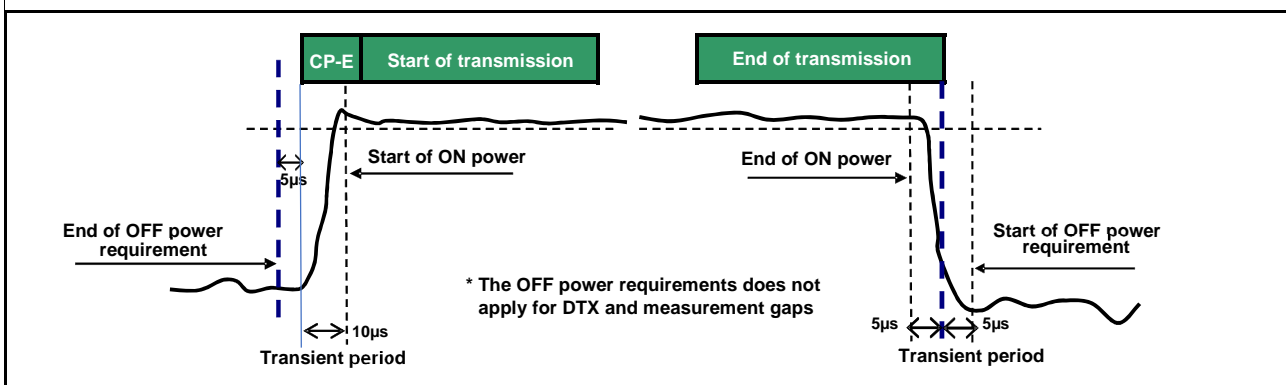 CP-E
Start of transmission
End of transmission
5µs
Start of ON power
End of ON power
End of OFF power
requirement
Start of OFF power
requirement
* The OFF power requirements does not
apply for DTX and measurement gaps
10µs
Transient period
5µs
5µs
Transient period